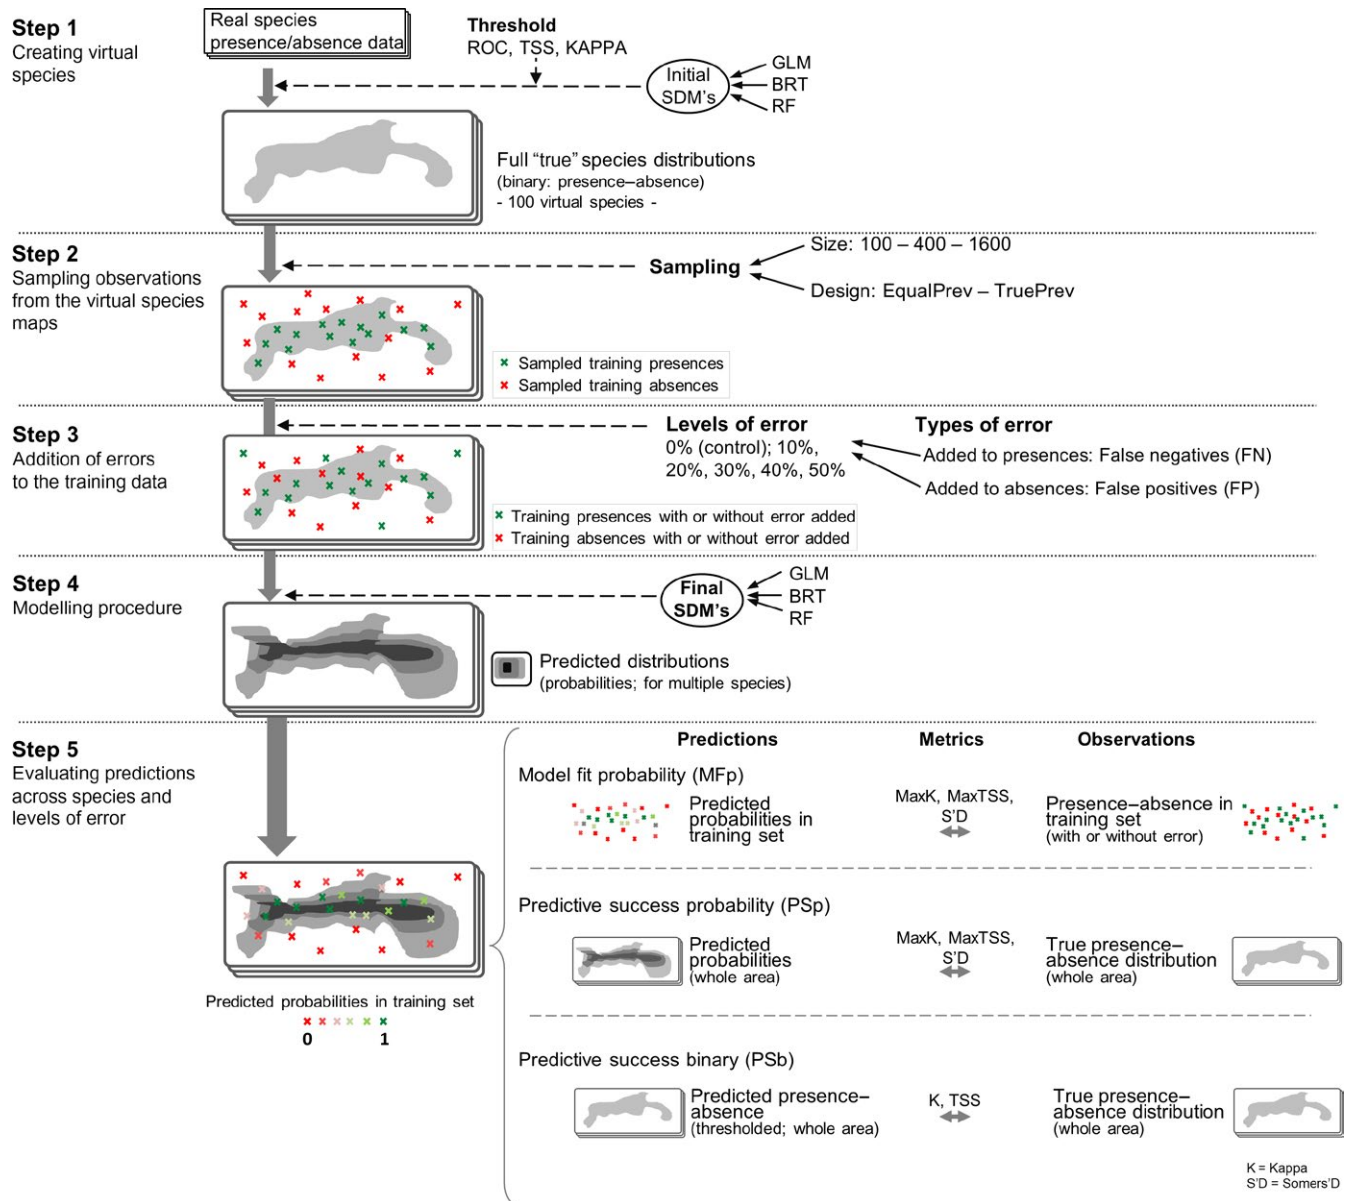 Step 1
Creating virtual
species
Real species
presence/absence data
Threshold
ROC, TSS, KAPPA
Initial
SDM's
GLM
BRT
RF
Full “true” species distributions
(binary: presence–absence)
- 100 virtual species -
Step 2
Sampling observations
from the virtual species
maps
Sampling
Size: 100 – 400 – 1600
Design: EqualPrev – TruePrev
Sampled training presences
Sampled training absences
Step 3
Addition of errors
to the training data
Levels of error
0% (control); 10%,
20%, 30%, 40%, 50%
Types of error
Added to presences: False negatives (FN)
Added to absences: False positives (FP)
Training presences with or without error added
Training absences with or without error added
Step 4
Modelling procedure
Final
SDM's
GLM
BRT
RF
Predicted distributions
(probabilities; for multiple species)
Step 5
Evaluating predictions
across species and
levels of error
Predicted probabilities in training set
0 1
Predictions Metrics Observations
Model fit probability (MFp)
Predicted
probabilities in
training set
MaxK, MaxTSS,
S'D
Presence–absence in
training set
(with or without error)
Predictive success probability (PSp)
Predicted
probabilities
(whole area)
MaxK, MaxTSS,
S'D
True presence–
absence distribution
(whole area)
Predictive success binary (PSb)
Predicted presence–
absence
(thresholded; whole area)
K, TSS
True presence–
absence distribution
(whole area)
K = Kappa
S'D = Somers'D